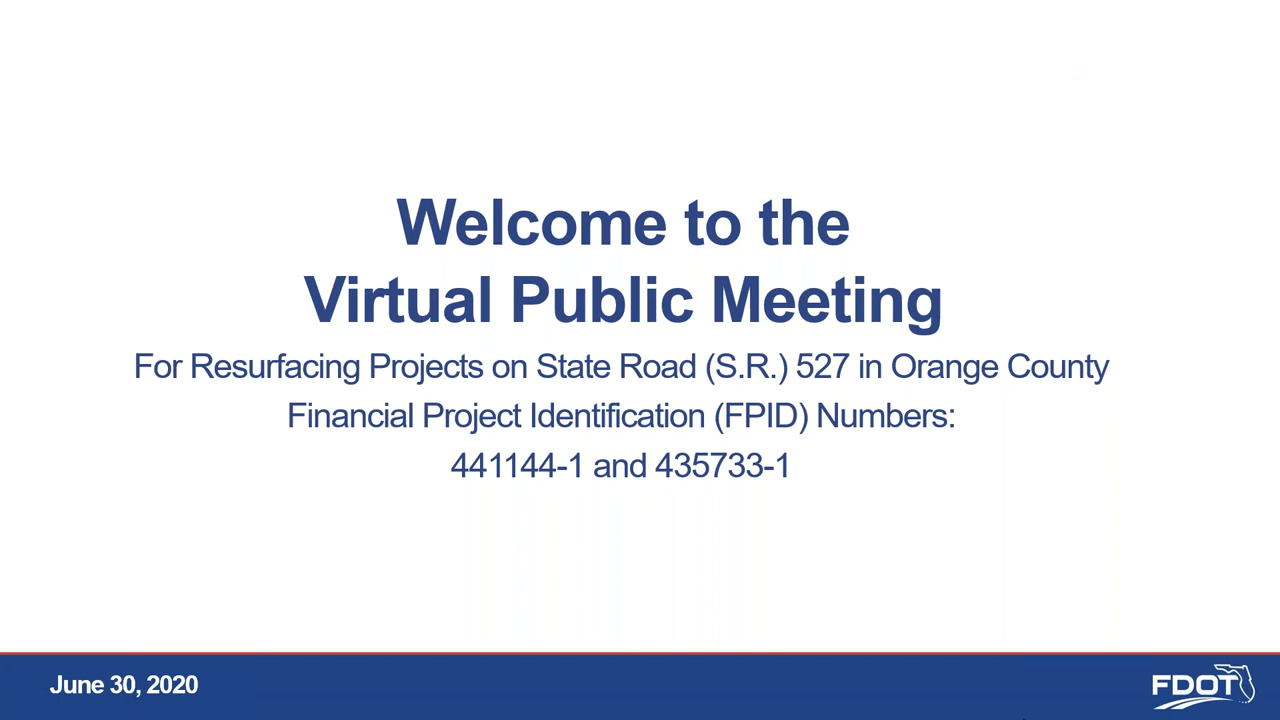 Welcome to the
Virtual Public Meeting
For Resurfacing Projects on State Road (S.R.) 527 in Orange County
Financial Project Identification (FPID) Numbers:
441144-1 and 435733-1
June 30, 2020
FDOT